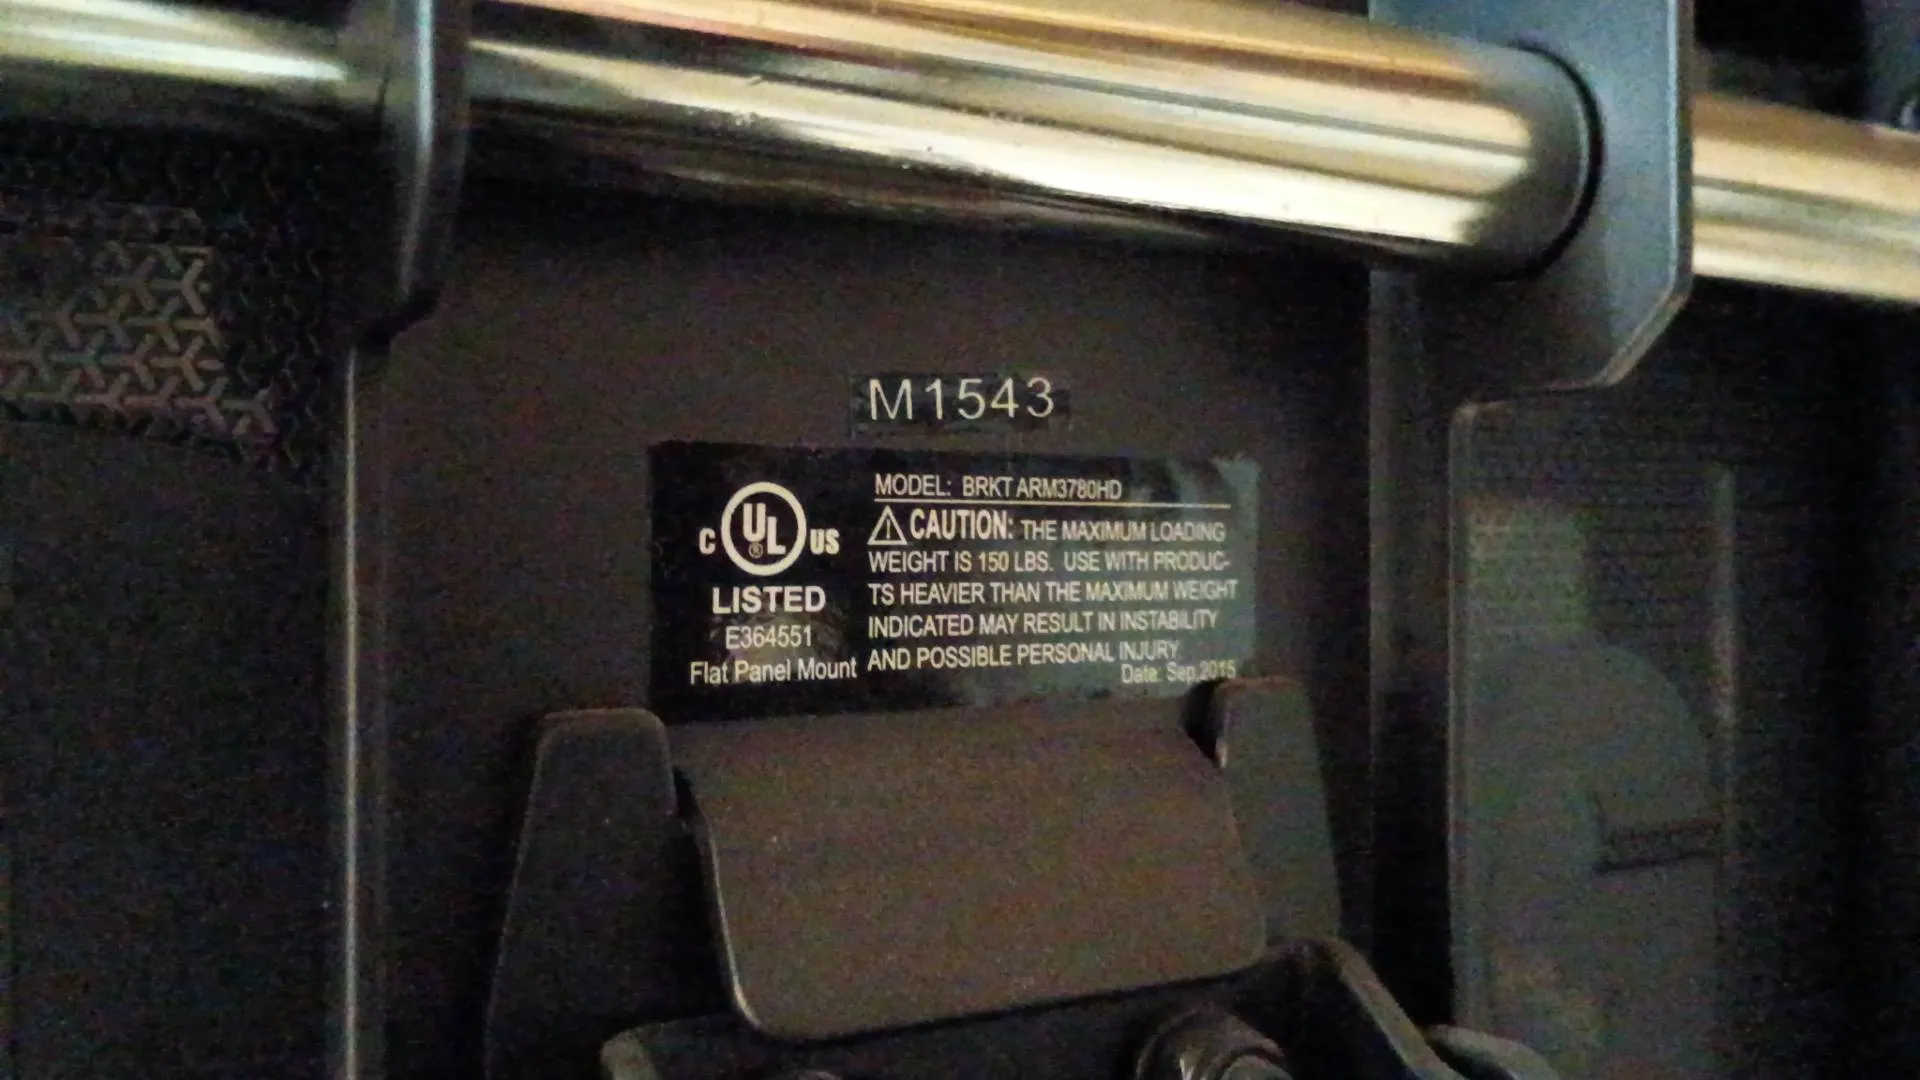 M1543
MODEL: BRKT ARM3780HD
CAUTION: THE MAXIMUM LOADING
WEIGHT IS 150 LBS. USE WITH PRODUC-
TS HEAVIER THAN THE MAXIMUM WEIGHT
INDICATED MAY RESULT IN INSTABILITY
AND POSSIBLE PERSONAL INJURY
Date: Sep,2015
C UL ® US
LISTED
E364551
Flat Panel Mount